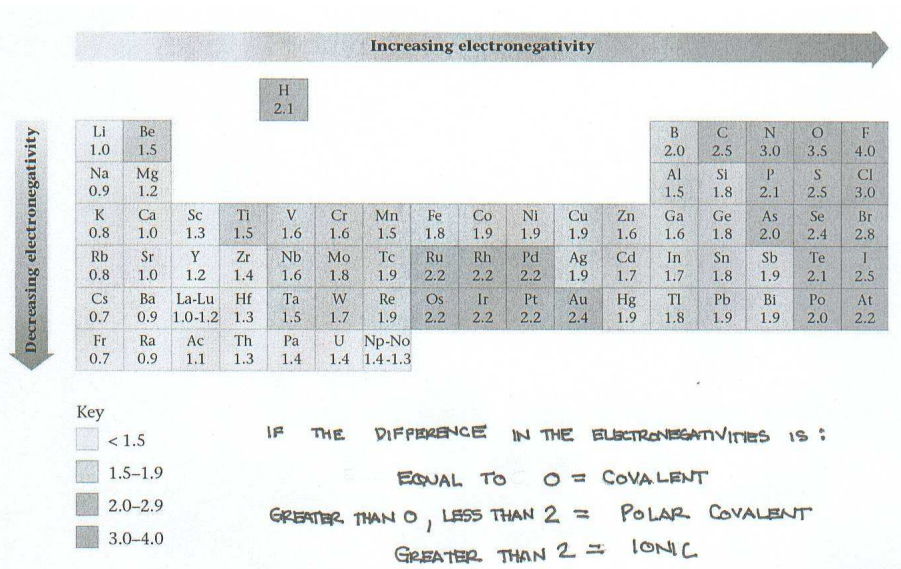 Increasing electronegativity
Decreasing electronegativity
H
2.1
Li Be B C N O F
1.0 1.5 2.0 2.5 3.0 3.5 4.0
Na Mg Al Si P S Cl
0.9 1.2 1.5 1.8 2.1 2.5 3.0
K Ca Sc Ti V Cr Mn Fe Co Ni Cu Zn Ga Ge As Se Br
0.8 1.0 1.3 1.5 1.6 1.6 1.5 1.8 1.9 1.9 1.9 1.6 1.6 1.8 2.0 2.4 2.8
Rb Sr Y Zr Nb Mo Tc Ru Rh Pd Ag Cd In Sn Sb Te I
0.8 1.0 1.2 1.4 1.6 1.8 1.9 2.2 2.2 2.2 1.9 1.7 1.7 1.8 1.9 2.1 2.5
Cs Ba La-Lu Hf Ta W Re Os Ir Pt Au Hg Tl Pb Bi Po At
0.7 0.9 1.0-1.2 1.3 1.5 1.7 1.9 2.2 2.2 2.2 2.4 1.9 1.8 1.9 1.9 2.0 2.2
Fr Ra Ac Th Pa U Np-No
0.7 0.9 1.1 1.3 1.4 1.4 1.4-1.3
Key
< 1.5
1.5–1.9
2.0–2.9
3.0–4.0
IF THE DIFFERENCE IN THE ELECTRONEGATIVITIES IS :
EQUAL TO 0 = COVALENT
GREATER THAN 0, LESS THAN 2 = POLAR COVALENT
GREATER THAN 2 = IONIC